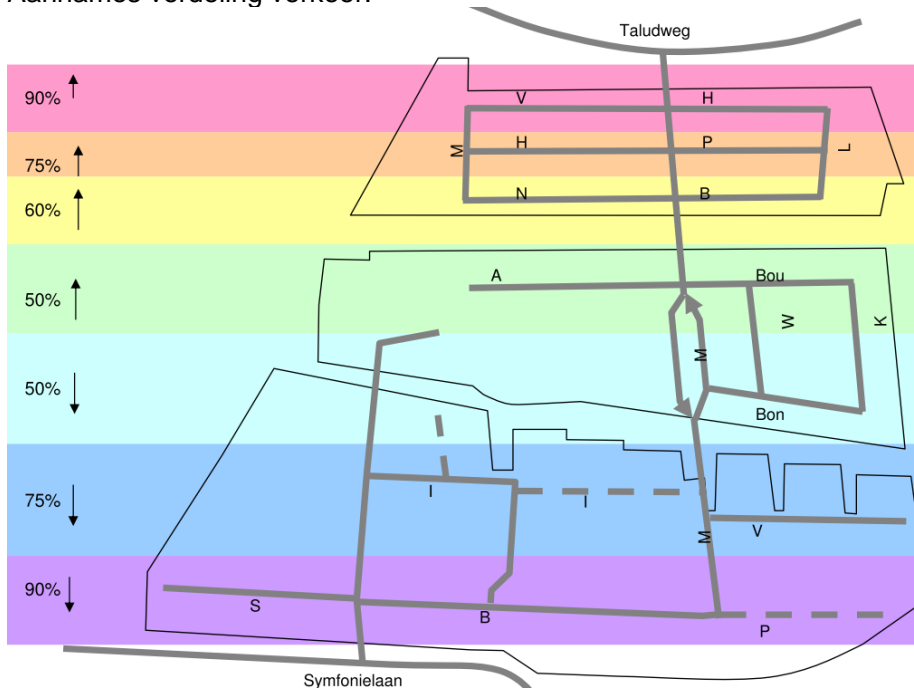 Aannames verdeling verkeer:
Taludweg
90%
V H
M H P L
75%
N B
60%
A Bou
50%
W K
M
50%
Bon
75%
I I
V
M
90%
S
B
P
Symfonielaan